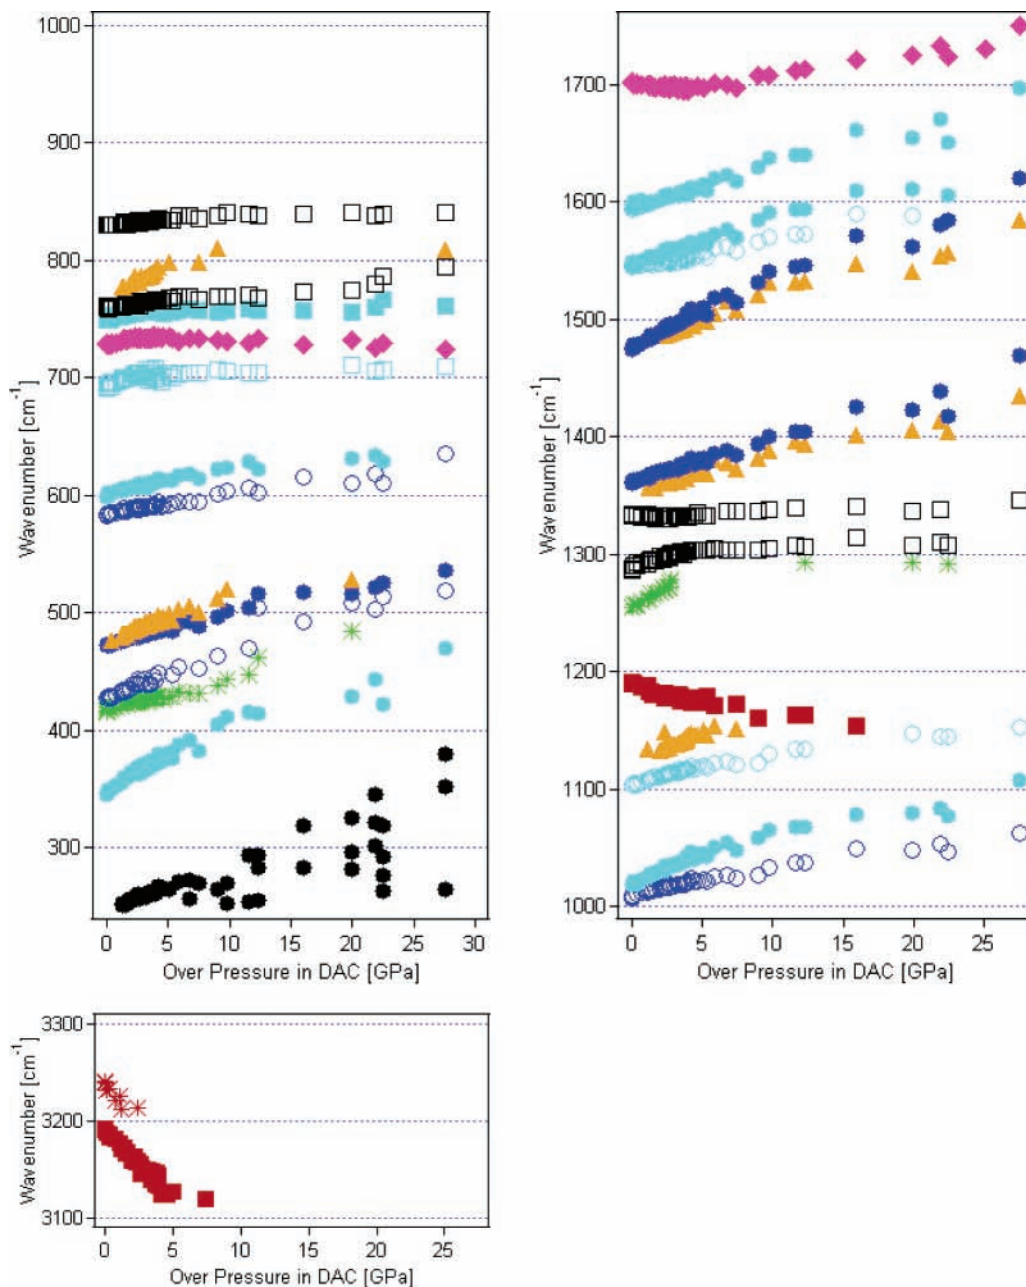 1000
900
800
700
600
500
400
300
Wavenumber [cm⁻¹]
0 5 10 15 20 25 30
Over Pressure in DAC [GPa]
1700
1600
1500
1400
1300
1200
1100
1000
Wavenumber [cm⁻¹]
0 5 10 15 20 25
Over Pressure in DAC [GPa]
3300
3200
3100
Wavenumber [cm⁻¹]
0 5 10 15 20 25
Over Pressure in DAC [GPa]